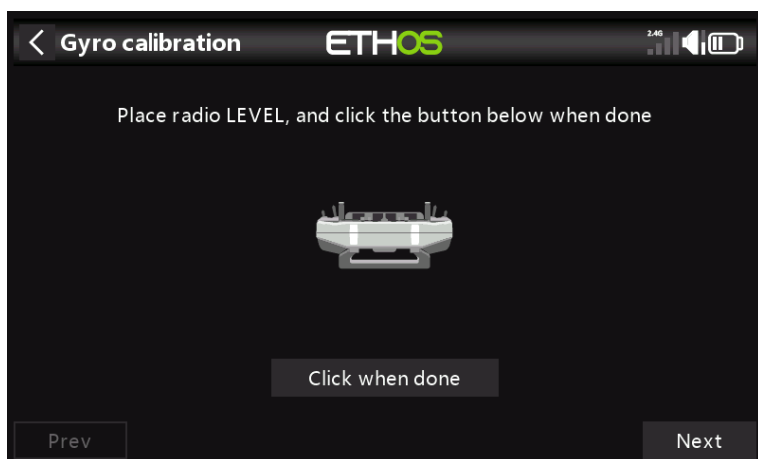 Gyro calibration
ETHOS
2.4G
Place radio LEVEL, and click the button below when done
Click when done
Prev
Next